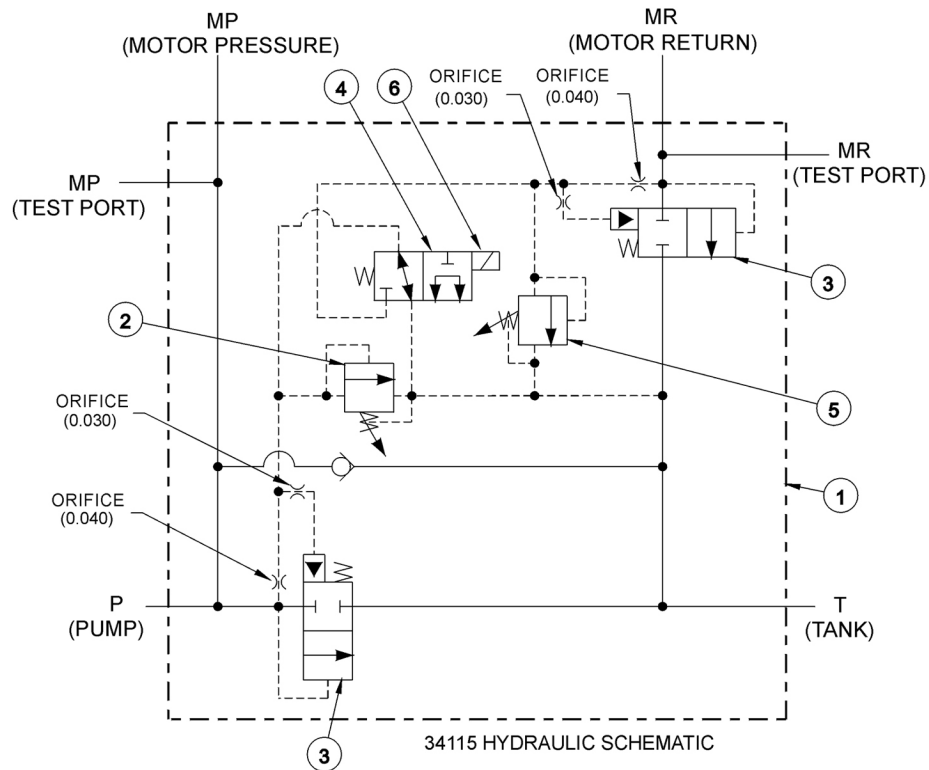 MP
(MOTOR PRESSURE)
MR
(MOTOR RETURN)
4
6
ORIFICE
(0.030)
ORIFICE
(0.040)
MP
(TEST PORT)
MR
(TEST PORT)
3
2
5
ORIFICE
(0.030)
ORIFICE
(0.040)
1
P
(PUMP)
T
(TANK)
3
34115 HYDRAULIC SCHEMATIC